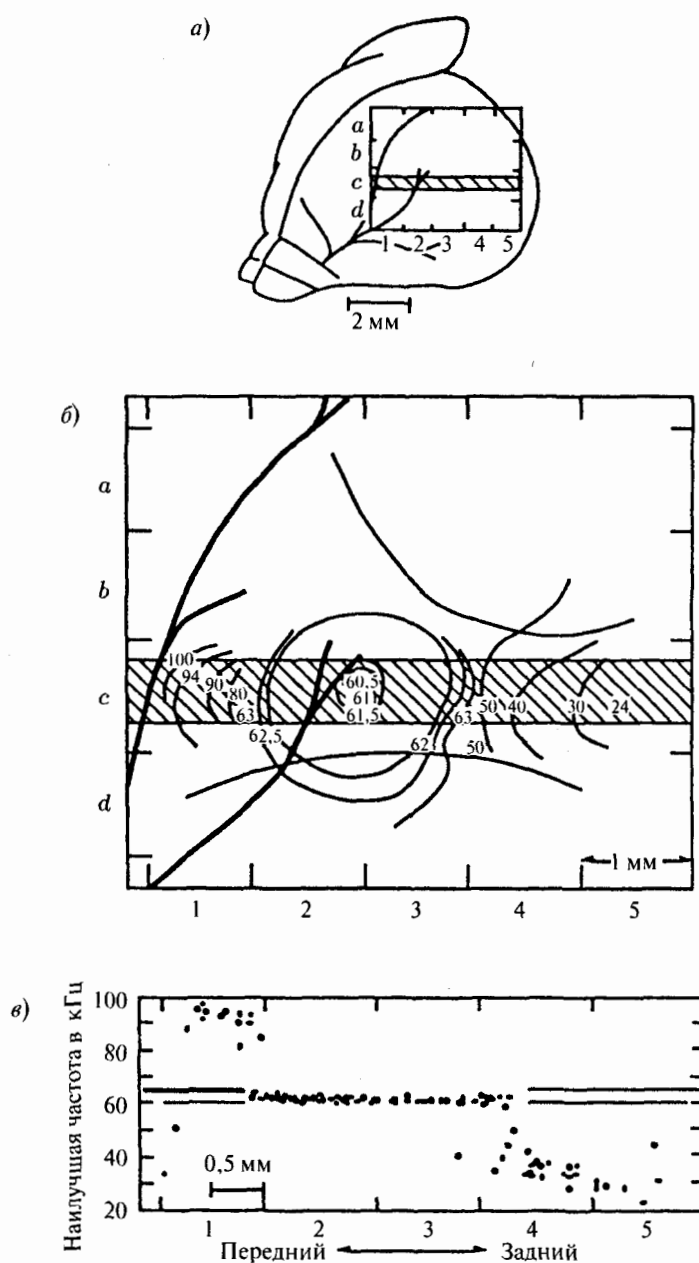 а)
a
b
c
d
1 2 3 4 5
2 мм
б)
a
b
c
d
100
94
90
80
63
62,5
60,5
611
61,5
62
63
50
40
30
24
50
1 мм
1 2 3 4 5
в)
Наилучшая частота в кГц
100
80
60
40
20
0,5 мм
1 2 3 4 5
Передний Задний